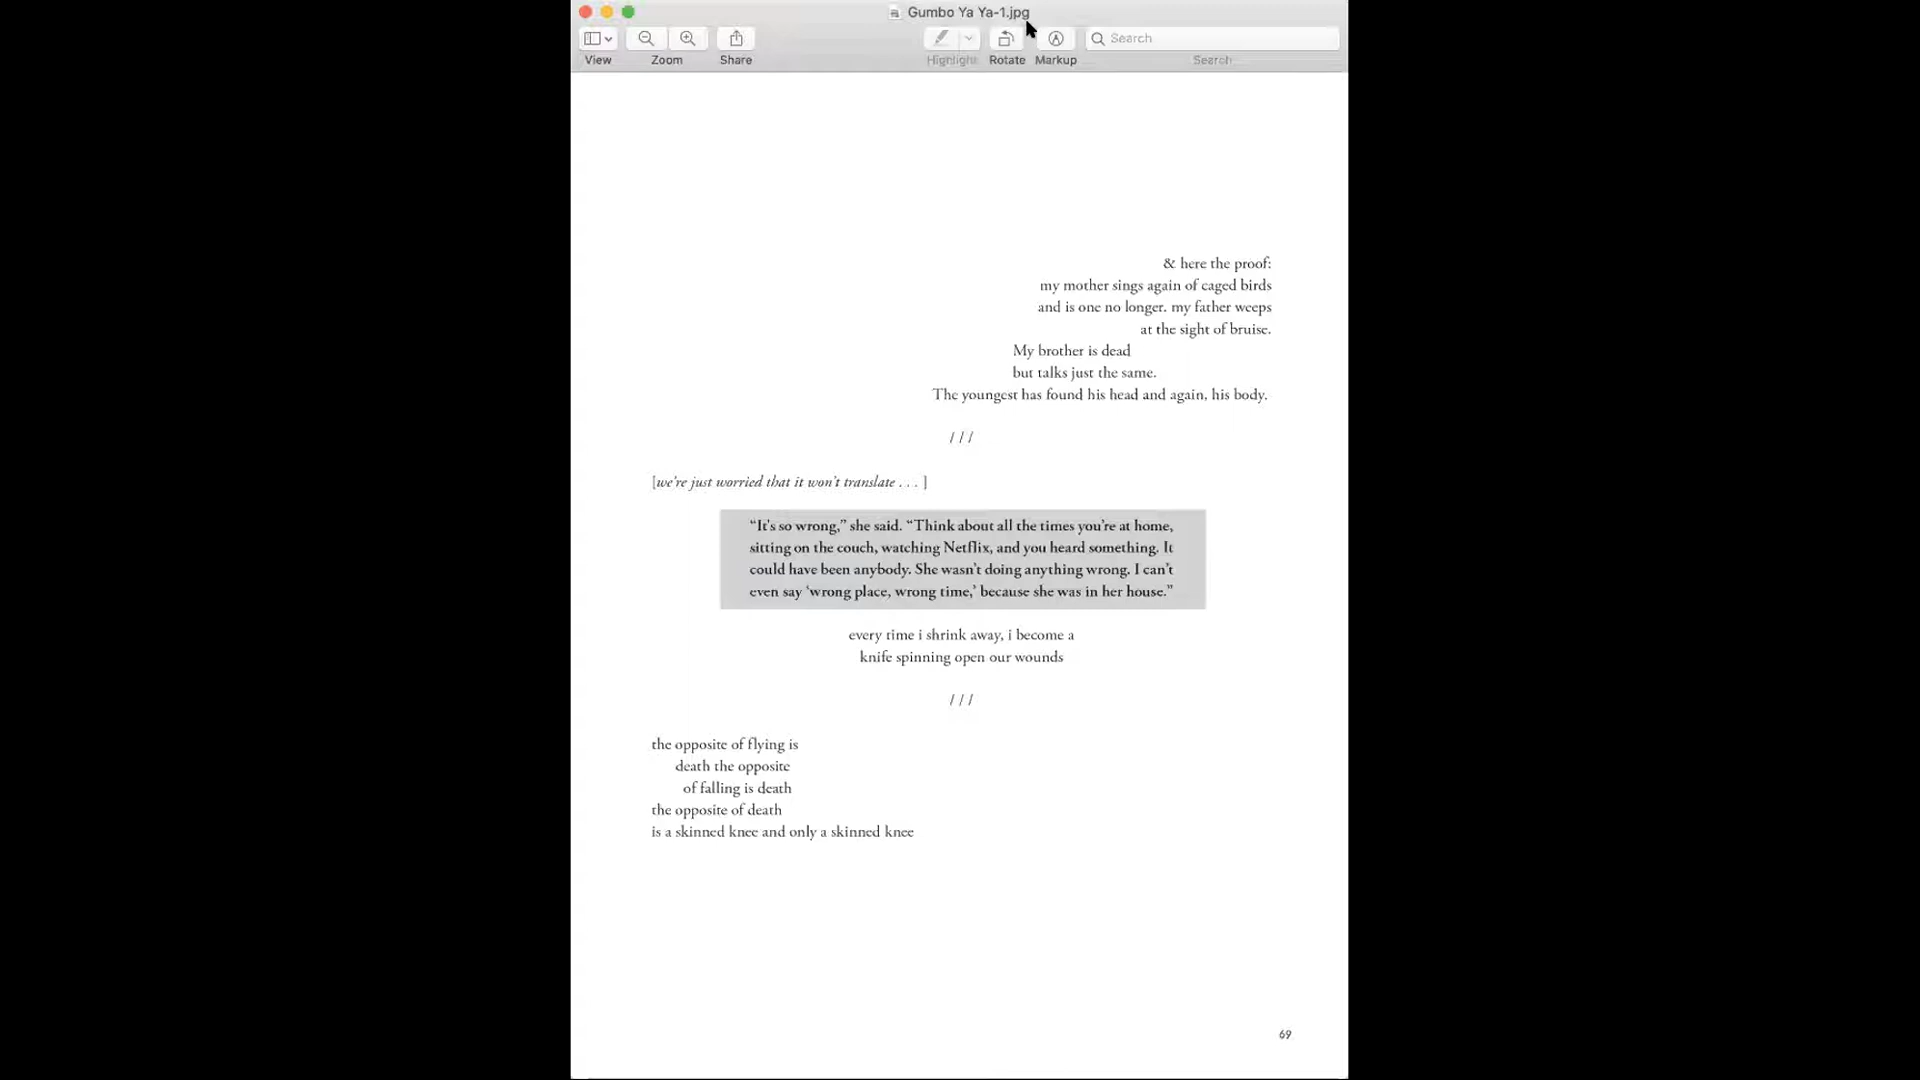 Gumbo Ya Ya-1.jpg
Search
View
Zoom
Share
Highlight
Rotate
Markup
Search
& here the proof:
my mother sings again of caged birds
and is one no longer. my father weeps
at the sight of bruise.
My brother is dead
but talks just the same.
The youngest has found his head and again, his body.
/ / /
[we're just worried that it won't translate . . . ]
“It's so wrong,” she said. “Think about all the times you’re at home,
sitting on the couch, watching Netflix, and you heard something. It
could have been anybody. She wasn’t doing anything wrong. I can’t
even say ‘wrong place, wrong time,’ because she was in her house.”
every time i shrink away, i become a
knife spinning open our wounds
/ / /
the opposite of flying is
death the opposite
of falling is death
the opposite of death
is a skinned knee and only a skinned knee
69